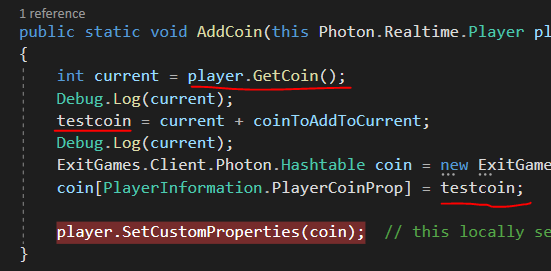 1 reference
public static void AddCoin(this Photon.Realtime.Player pl
{
int current = player.GetCoin();
Debug.Log(current);
testcoin = current + coinToAddToCurrent;
Debug.Log(current);
ExitGames.Client.Photon.Hashtable coin = new ExitGame
coin[PlayerInformation.PlayerCoinProp] = testcoin;
player.SetCustomProperties(coin); // this locally se
}